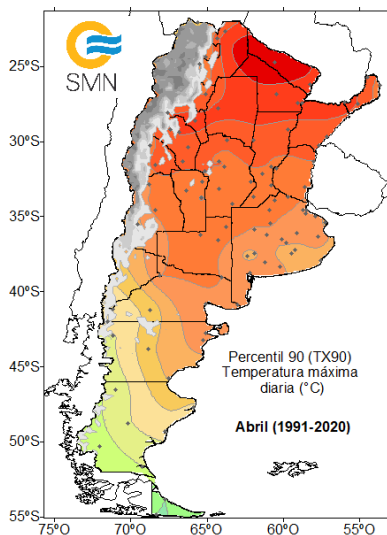 SMN
25°S
30°S
35°S
40°S
45°S
50°S
55°S
Percentil 90 (TX90)
Temperatura máxima
diaria (°C)
Abril (1991-2020)
75°O 70°O 65°O 60°O 55°O